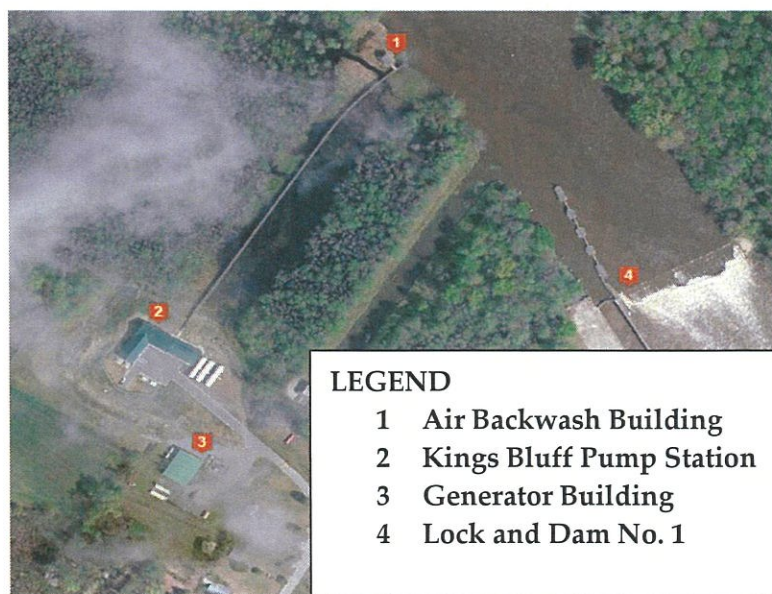 1
2
3
4
LEGEND
1 Air Backwash Building
2 Kings Bluff Pump Station
3 Generator Building
4 Lock and Dam No. 1